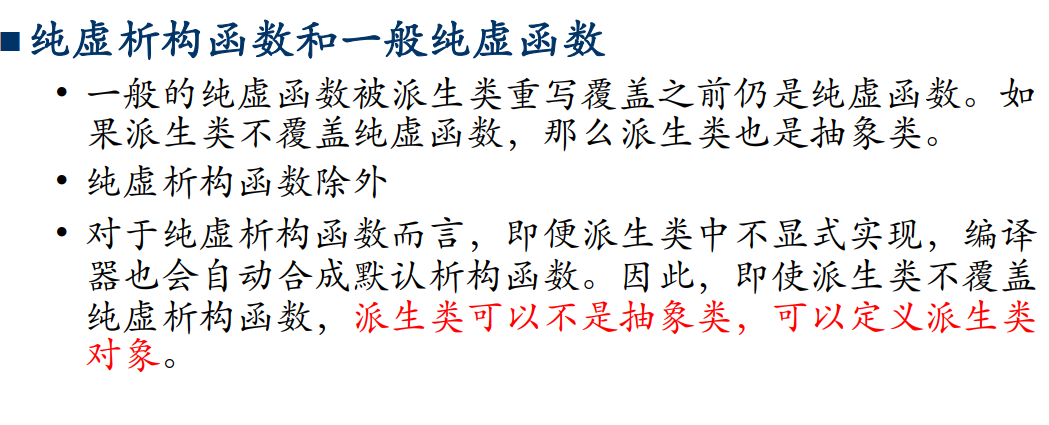 纯虚析构函数和一般纯虚函数
• 一般的纯虚函数被派生类重写覆盖之前仍是纯虚函数。如
果派生类不覆盖纯虚函数，那么派生类也是抽象类。
• 纯虚析构函数除外
• 对于纯虚析构函数而言，即便派生类中不显式实现，编译
器也会自动合成默认析构函数。因此，即使派生类不覆盖
纯虚析构函数，派生类可以不是抽象类，可以定义派生类
对象。